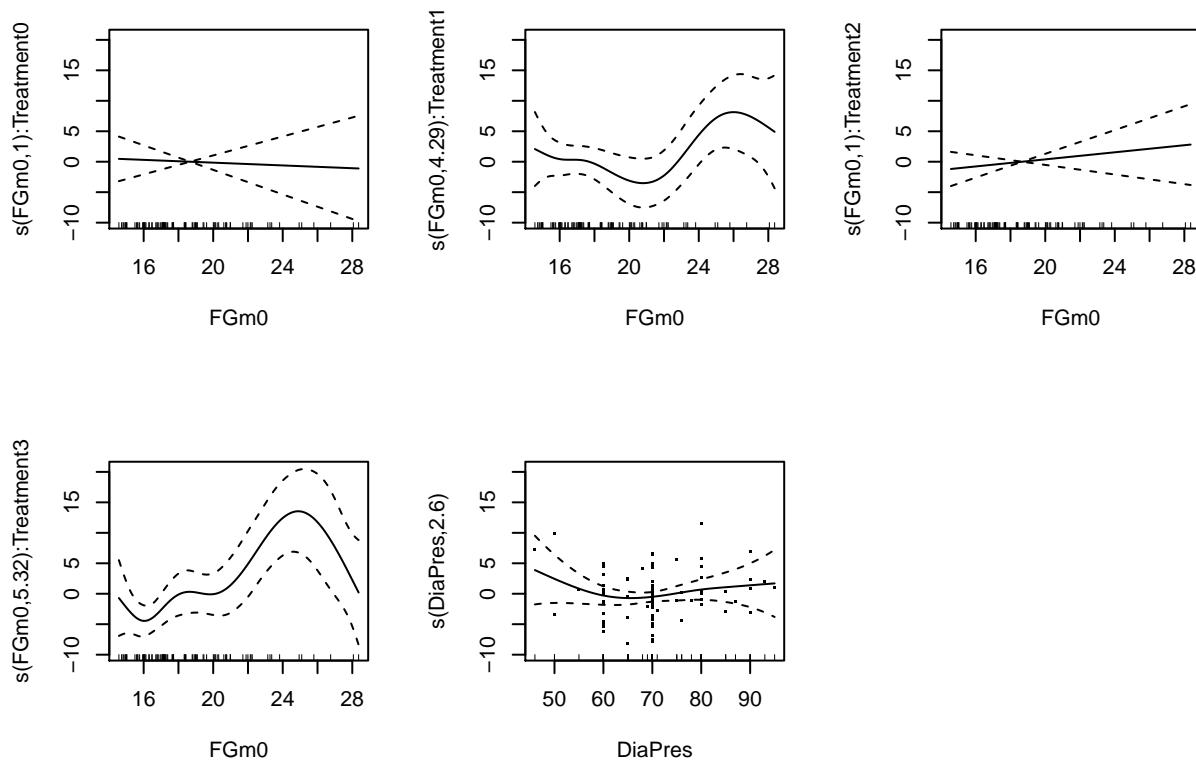 s(FGm0,1):Treatment0
−10 0 5 15
16 20 24 28
FGm0
s(FGm0,4.29):Treatment1
−10 0 5 15
16 20 24 28
FGm0
s(FGm0,1):Treatment2
−10 0 5 15
16 20 24 28
FGm0
s(FGm0,5.32):Treatment3
−10 0 5 15
16 20 24 28
FGm0
s(DiaPres,2.6)
−10 0 5 15
50 60 70 80 90
DiaPres